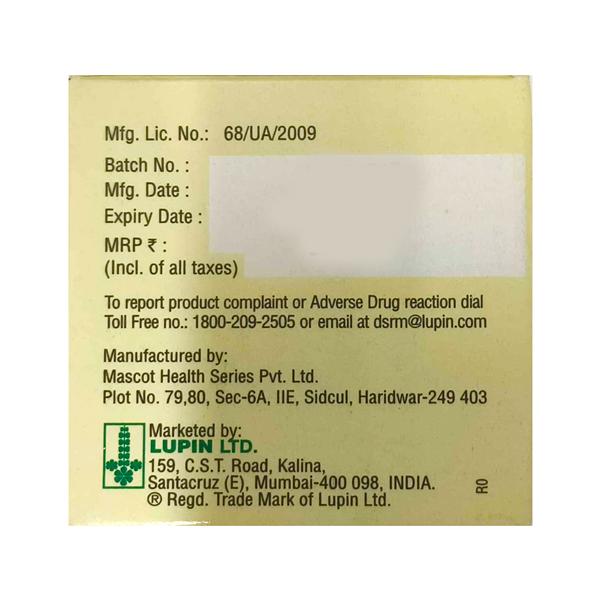 Mfg. Lic. No.: 68/UA/2009
Batch No. :
Mfg. Date :
Expiry Date :
MRP ₹ :
(Incl. of all taxes)
To report product complaint or Adverse Drug reaction dial
Toll Free no.: 1800-209-2505 or email at dsrm@lupin.com
Manufactured by:
Mascot Health Series Pvt. Ltd.
Plot No. 79,80, Sec-6A, IIE, Sidcul, Haridwar-249 403
Marketed by:
LUPIN LTD.
159, C.S.T. Road, Kalina,
Santacruz (E), Mumbai-400 098, INDIA.
® Regd. Trade Mark of Lupin Ltd.
R0